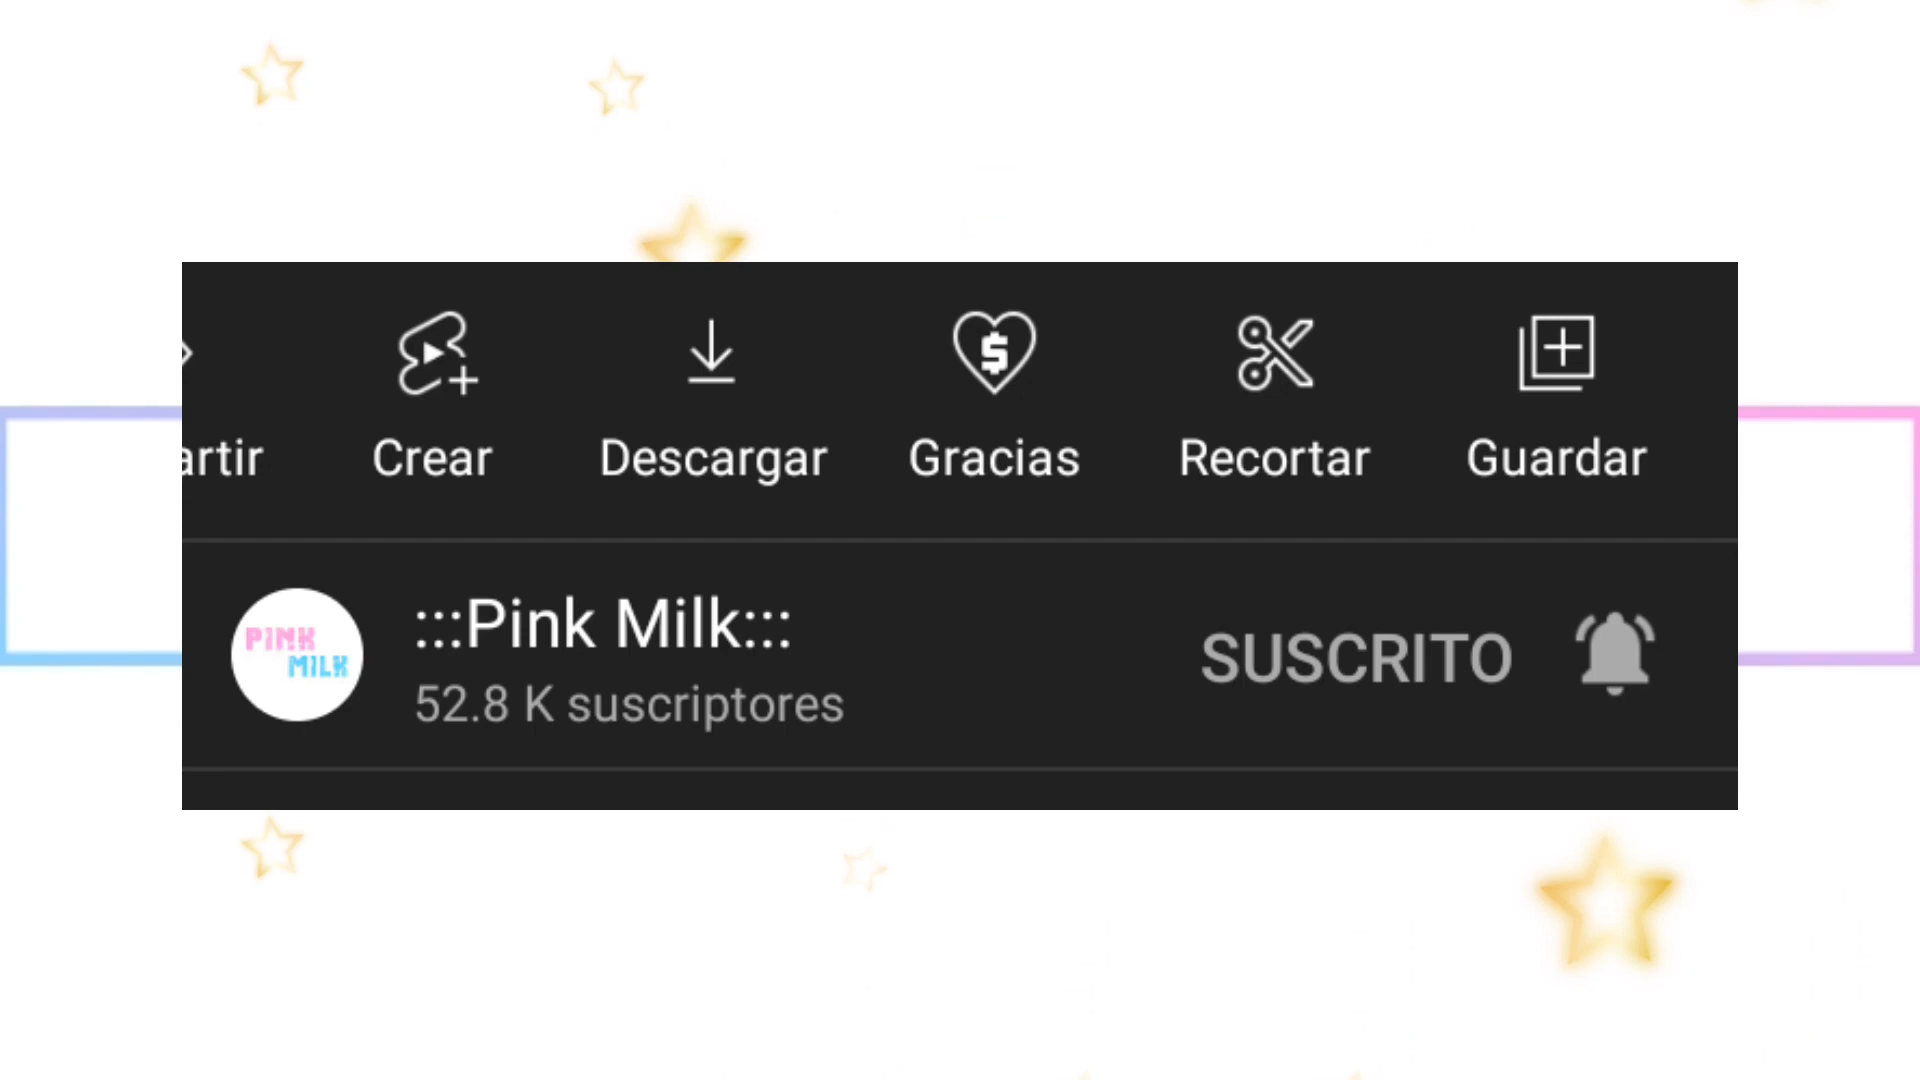 artir Crear Descargar Gracias Recortar Guardar
PINK
MILK
:::Pink Milk:::
52.8 K suscriptores
SUSCRITO